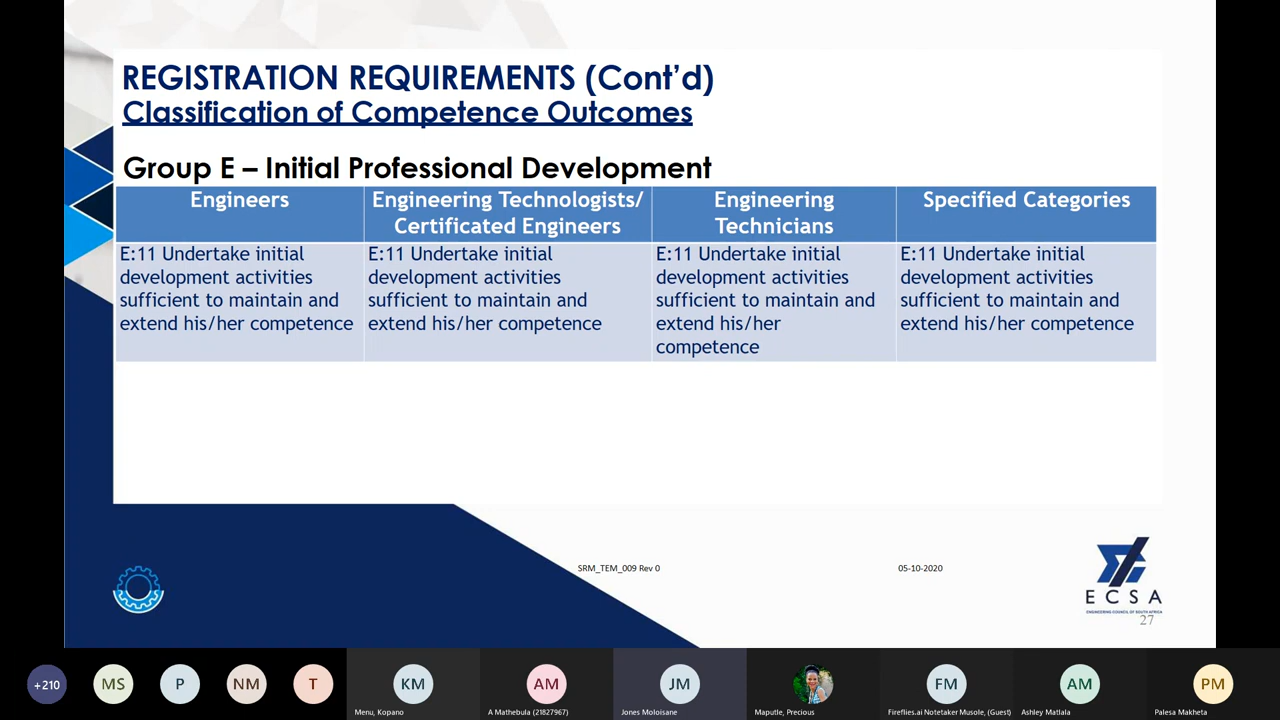 REGISTRATION REQUIREMENTS (Cont’d)
Classification of Competence Outcomes
Group E – Initial Professional Development
Engineers
Engineering Technologists/
Certificated Engineers
Engineering
Technicians
Specified Categories
E:11 Undertake initial
development activities
sufficient to maintain and
extend his/her competence
E:11 Undertake initial
development activities
sufficient to maintain and
extend his/her competence
E:11 Undertake initial
development activities
sufficient to maintain and
extend his/her
competence
E:11 Undertake initial
development activities
sufficient to maintain and
extend his/her competence
SRM_TEM_009 Rev 0
05-10-2020
ECSA
ENGINEERING COUNCIL OF SOUTH AFRICA
27
+210
MS
P
NM
T
KM
AM
JM
FM
AM
PM
Menu, Kopano
A Mathebula (21827967)
Jones Moloisane
Maputle, Precious
Fireflies.ai Notetaker Musole, (Guest)
Ashley Matlala
Palesa Makheta